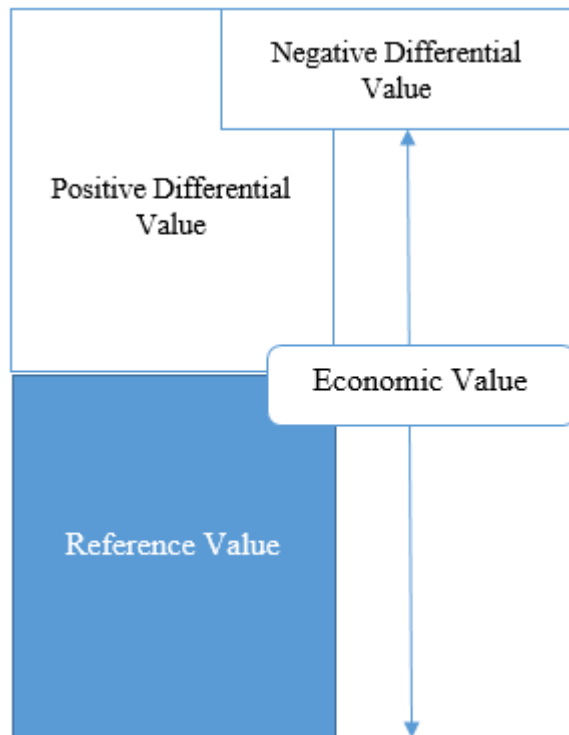 Negative Differential
Value
Positive Differential
Value
Economic Value
Reference Value